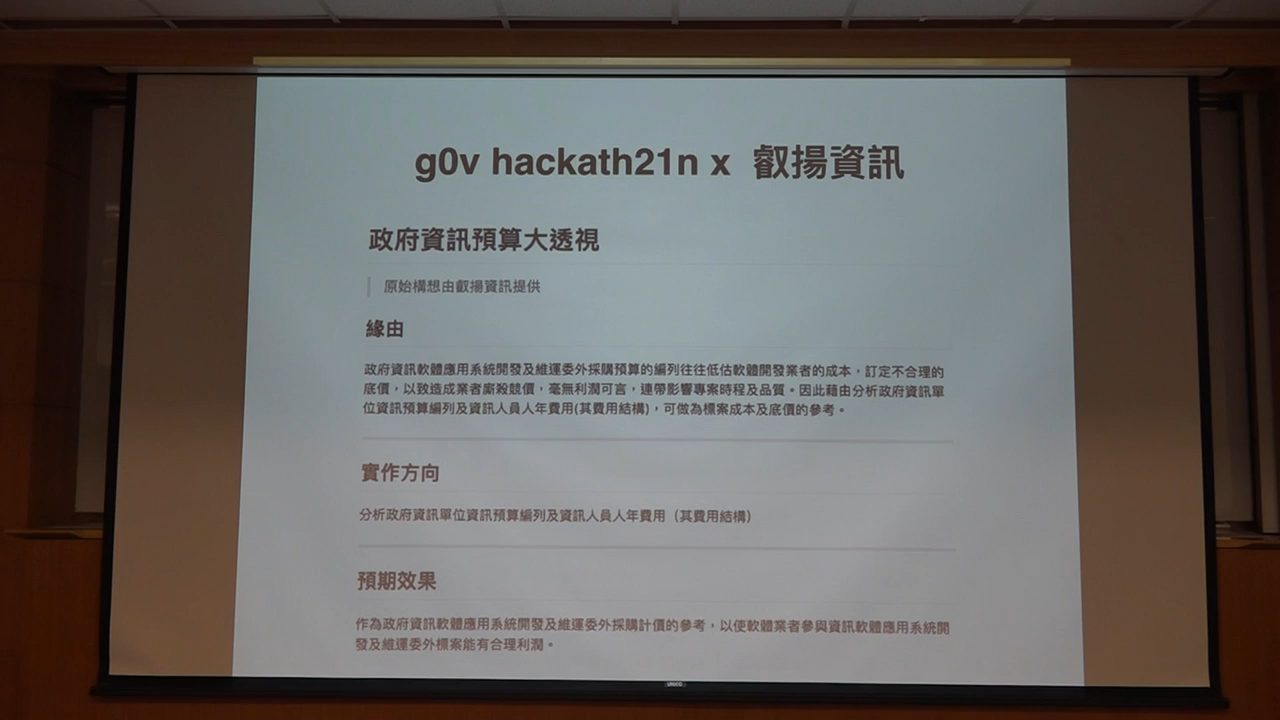 g0v hackath21n x 叡揚資訊
政府資訊預算大透視
原始構想由叡揚資訊提供
緣由
政府資訊軟體應用系統開發及維運委外採購預算的編列往往低估軟體開發業者的成本，訂定不合理的
底價，以致造成業者廝殺競價，毫無利潤可言，連帶影響專案時程及品質。因此藉由分析政府資訊單
位資訊預算編列及資訊人員人年費用(其費用結構)，可做為標案成本及底價的參考。
實作方向
分析政府資訊單位資訊預算編列及資訊人員人年費用（其費用結構）
預期效果
作為政府資訊軟體應用系統開發及維運委外採購計價的參考，以使軟體業者參與資訊軟體應用系統開
發及維運委外標案能有合理利潤。